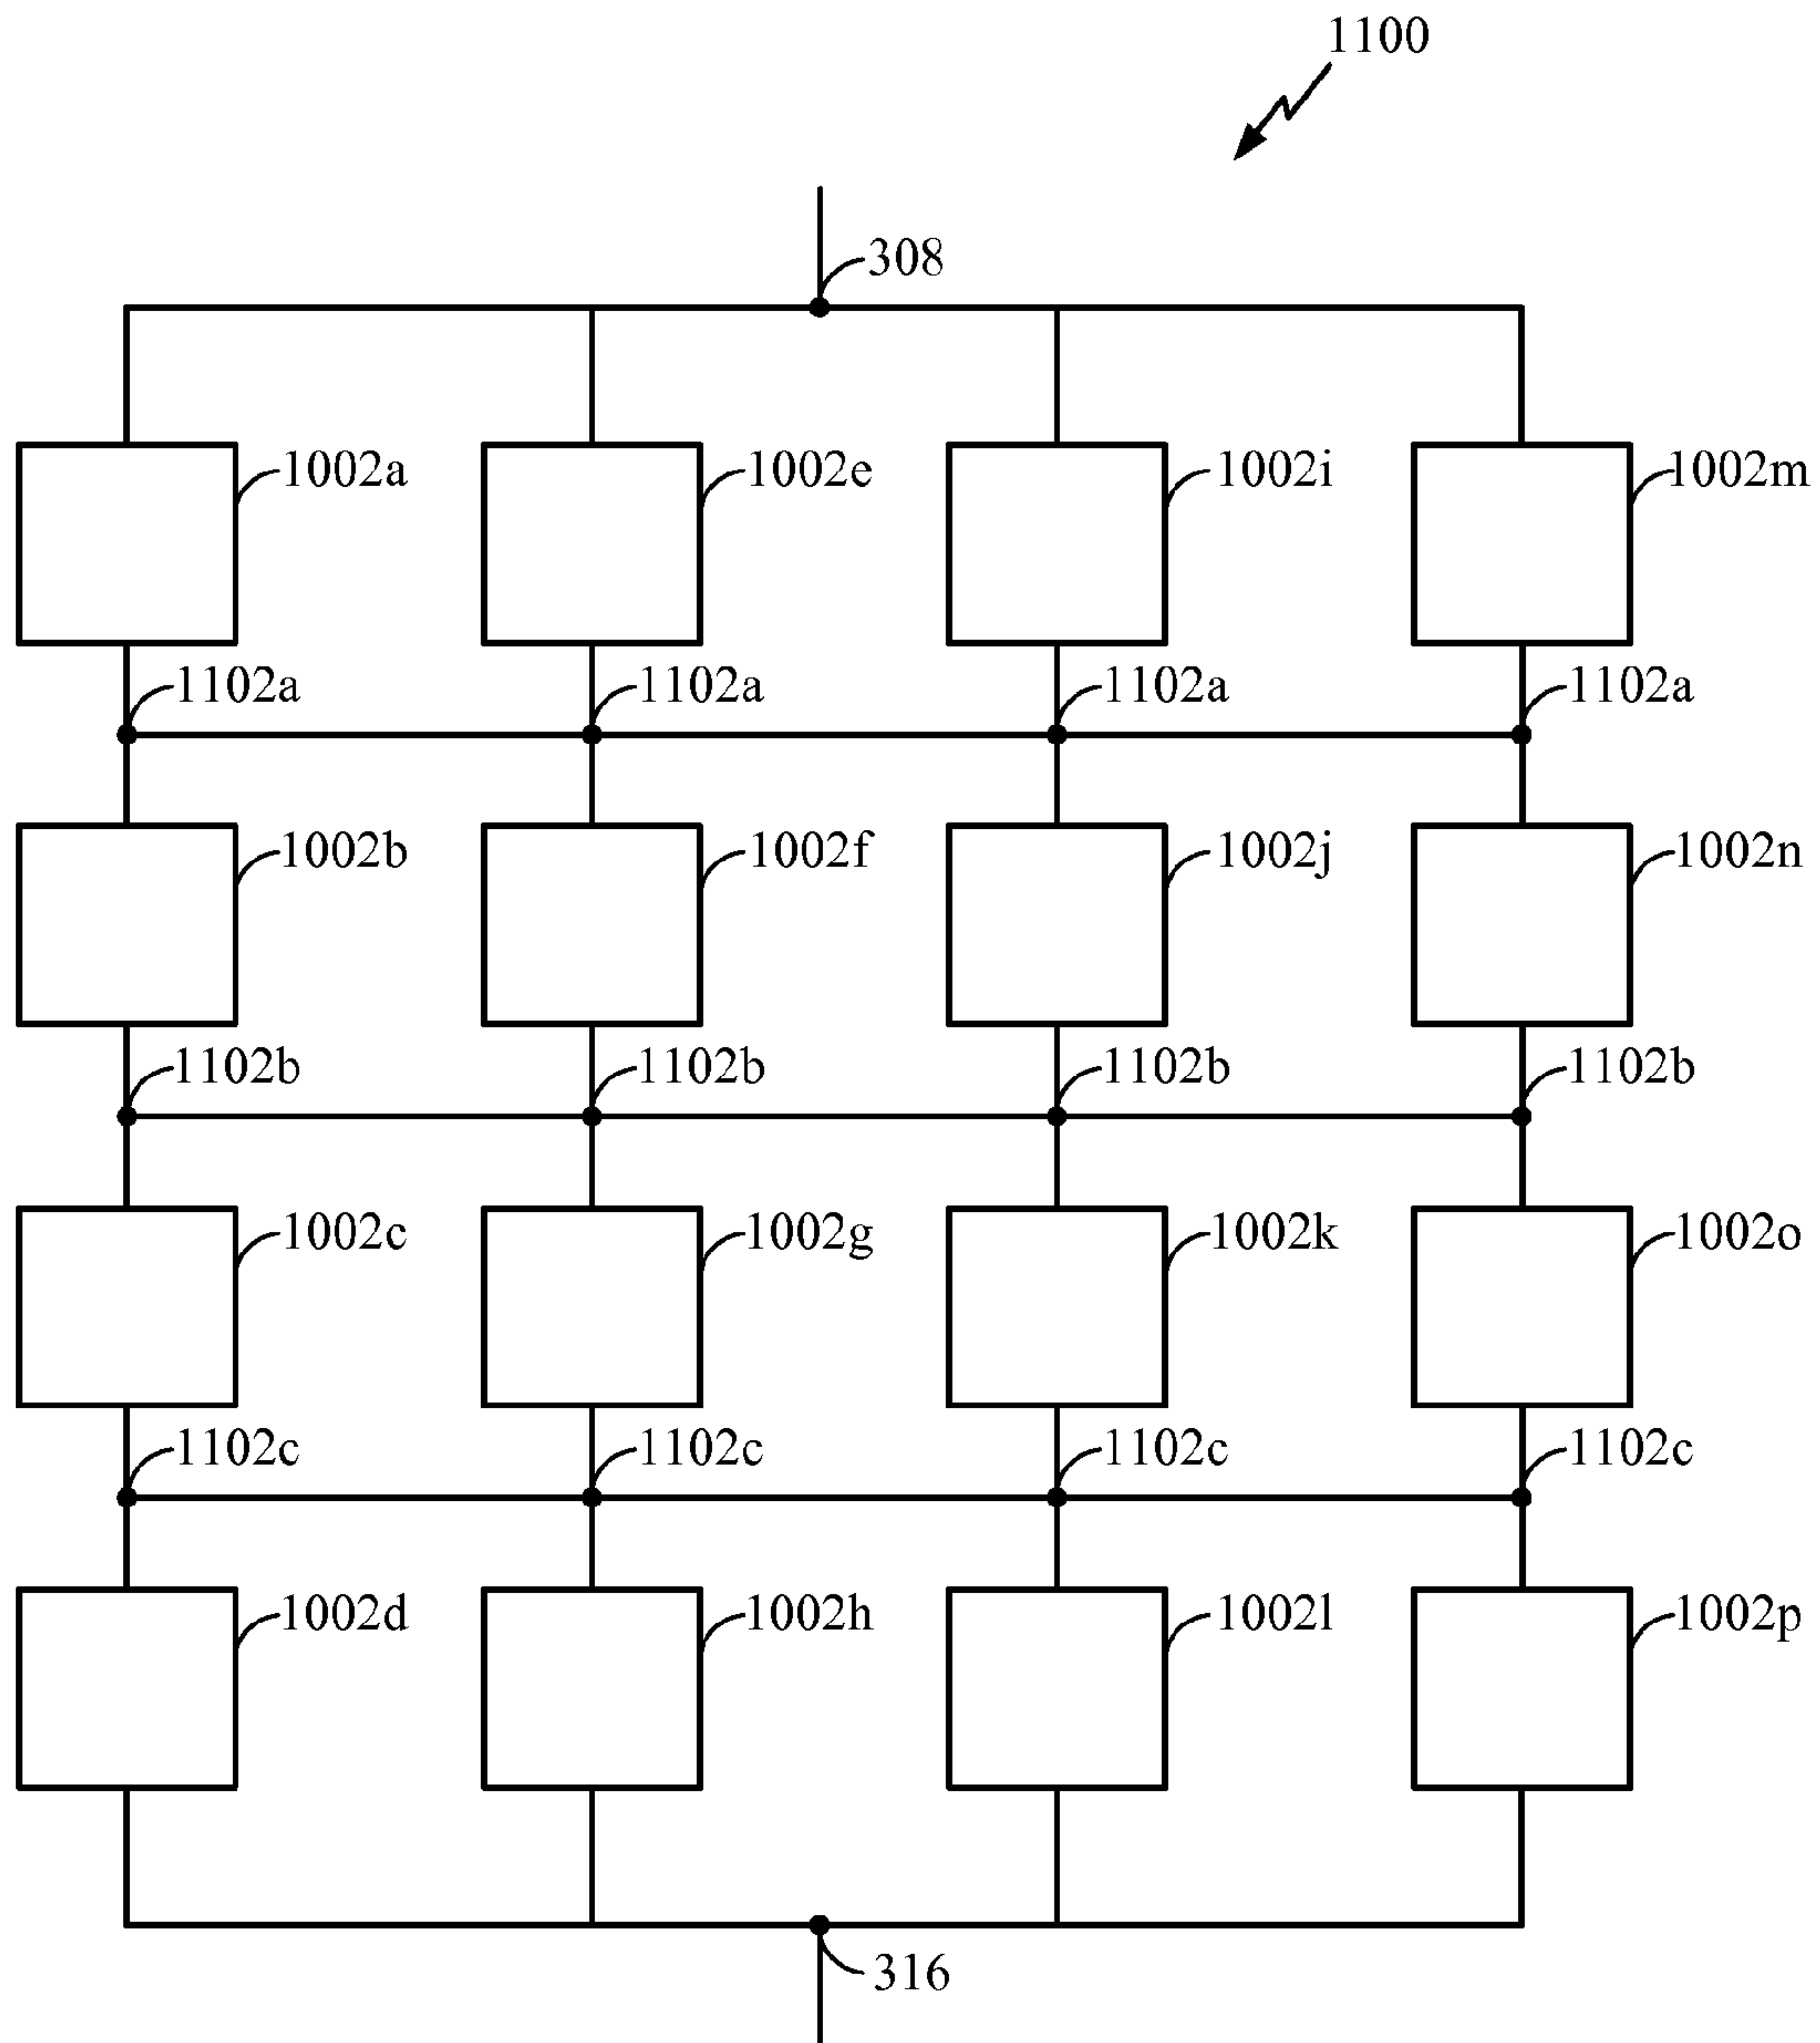 1100
308
1002a 1002e 1002i 1002m
1102a 1102a 1102a 1102a
1002b 1002f 1002j 1002n
1102b 1102b 1102b 1102b
1002c 1002g 1002k 1002o
1102c 1102c 1102c 1102c
1002d 1002h 1002l 1002p
316